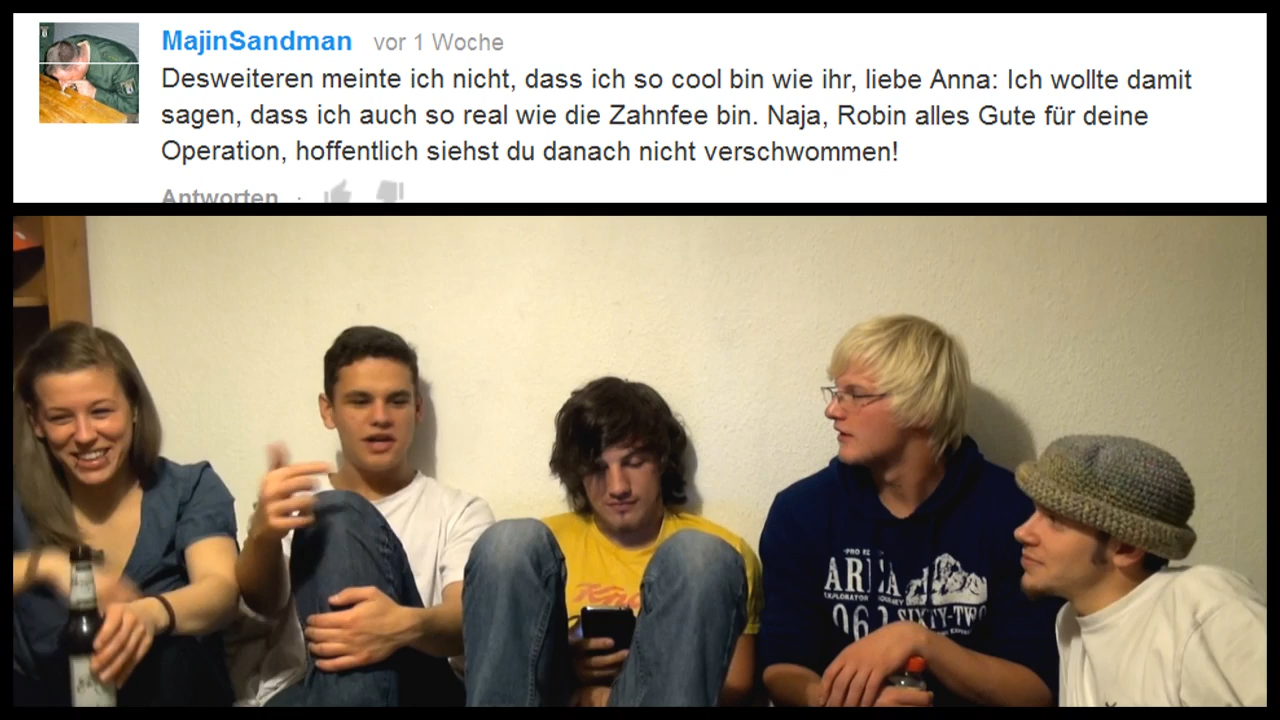 MajinSandman vor 1 Woche
Desweiteren meinte ich nicht, dass ich so cool bin wie ihr, liebe Anna: Ich wollte damit
sagen, dass ich auch so real wie die Zahnfee bin. Naja, Robin alles Gute für deine
Operation, hoffentlich siehst du danach nicht verschwommen!
Antworten ·
AREA
SIXTY-TWO